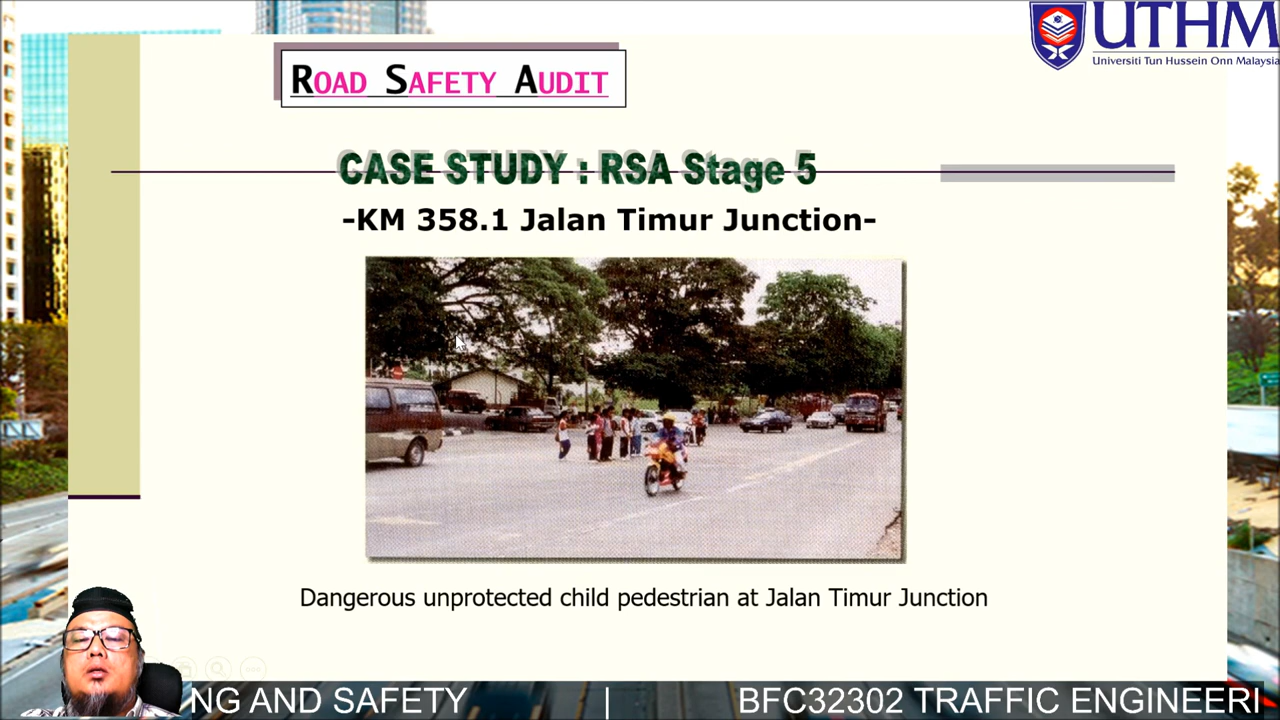 UTHM
Universiti Tun Hussein Onn Malaysia
ROAD SAFETY AUDIT
CASE STUDY : RSA Stage 5
-KM 358.1 Jalan Timur Junction-
Dangerous unprotected child pedestrian at Jalan Timur Junction
NG AND SAFETY | BFC32302 TRAFFIC ENGINEERI